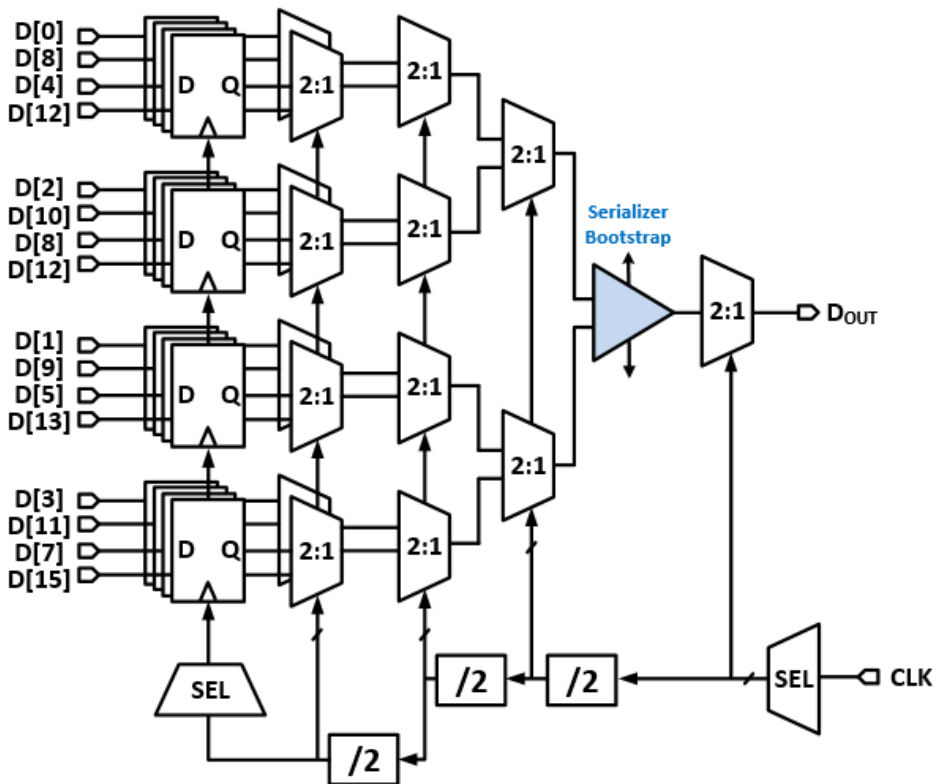 D[0]
D[8]
D[4]
D[12]
D Q
2:1
2:1
2:1
D[2]
D[10]
D[8]
D[12]
D Q
2:1
2:1
Serializer
Bootstrap
2:1
DOUT
D[1]
D[9]
D[5]
D[13]
D Q
2:1
2:1
2:1
D[3]
D[11]
D[7]
D[15]
D Q
2:1
2:1
SEL
/2
/2
/2
SEL
CLK